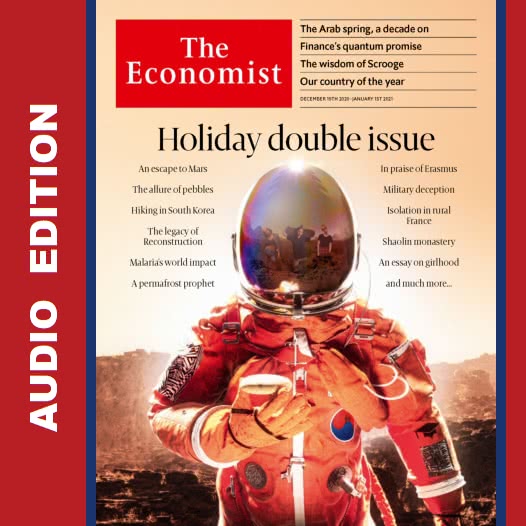 AUDIO EDITION
The
Economist
The Arab spring, a decade on
Finance's quantum promise
The wisdom of Scrooge
Our country of the year
DECEMBER 19TH 2020–JANUARY 1ST 2021
Holiday double issue
An escape to Mars
The allure of pebbles
Hiking in South Korea
The legacy of
Reconstruction
Malaria's world impact
A permafrost prophet
In praise of Erasmus
Military deception
Isolation in rural
France
Shaolin monastery
An essay on girlhood
and much more...